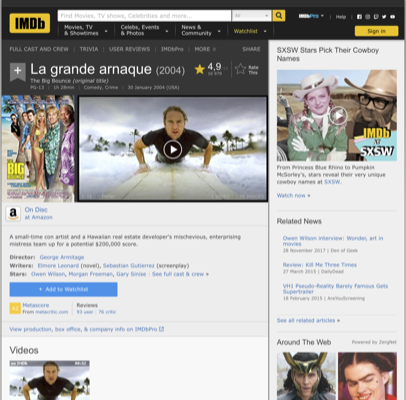 IMDb
Find Movies, TV shows, Celebrities and more...
All
IMDbPro
Help
Movies, TV & Showtimes
Celebs, Events & Photos
News & Community
Watchlist
Sign in
FULL CAST AND CREW | TRIVIA | USER REVIEWS | IMDbPro | MORE
SHARE
La grande arnaque (2004)
The Big Bounce (original title)
PG-13 | 1h 28min | Comedy, Crime | 30 January 2004 (USA)
4,9
Rate This
BIG BOUNCE
On Disc
at Amazon
A small-time con artist and a Hawaiian real estate developer's mischievous, enterprising
mistress team up for a potential $200,000 score.
Director: George Armitage
Writers: Elmore Leonard (novel), Sebastian Gutierrez (screenplay)
Stars: Owen Wilson, Morgan Freeman, Gary Sinise | See full cast & crew »
+ Add to Watchlist
Metascore
From metacritic.com
Reviews
93 user | 76 critic
View production, box office, & company info on IMDbPro
Videos
SXSW Stars Pick Their Cowboy
Names
IMDb
AT
SXSW
From Princess Blue Rhino to Pumpkin
McSorley's, stars reveal their very unique
cowboy names at SXSW.
Watch now »
Related News
Owen Wilson interview: Wonder, art in
movies
28 November 2017 | Den of Geek
Review: Kill Me Three Times
27 March 2015 | DailyDead
VH1 Pseudo-Reality Barely Famous Gets
Supertrailer
18 February 2015 | AreYouScreening
See all related articles »
Around The Web
Powered by ZergNet